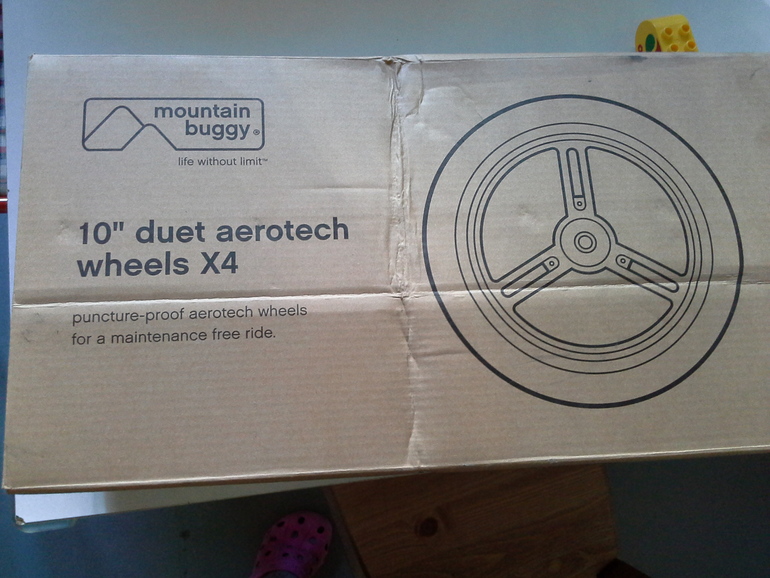 mountain
buggy®
life without limit™
10" duet aerotech
wheels X4
puncture-proof aerotech wheels
for a maintenance free ride.